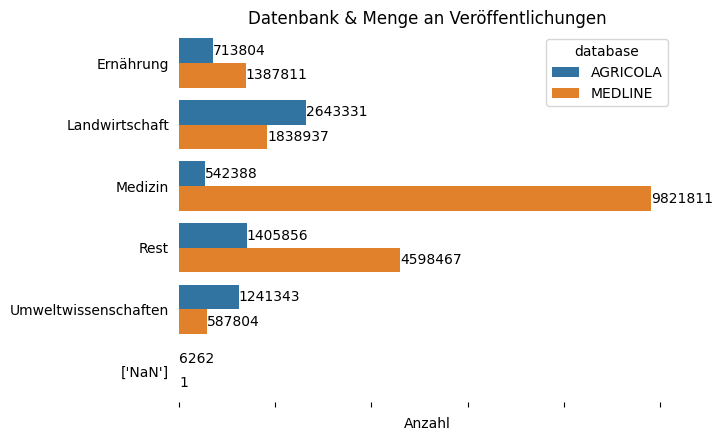 Datenbank & Menge an Veröffentlichungen
database
AGRICOLA
MEDLINE
Ernährung
713804
1387811
Landwirtschaft
2643331
1838937
Medizin
542388
9821811
Rest
1405856
4598467
Umweltwissenschaften
1241343
587804
['NaN']
6262
1
Anzahl